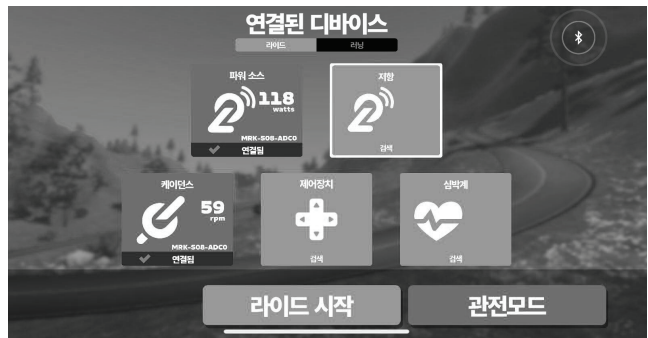 연결된 디바이스
라이드 러닝
파워 소스
118
watts
MRK-S08-ADC0
연결됨
저항
검색
케이던스
59
rpm
MRK-S08-ADC0
연결됨
제어장치
검색
심박계
검색
라이드 시작
관전모드